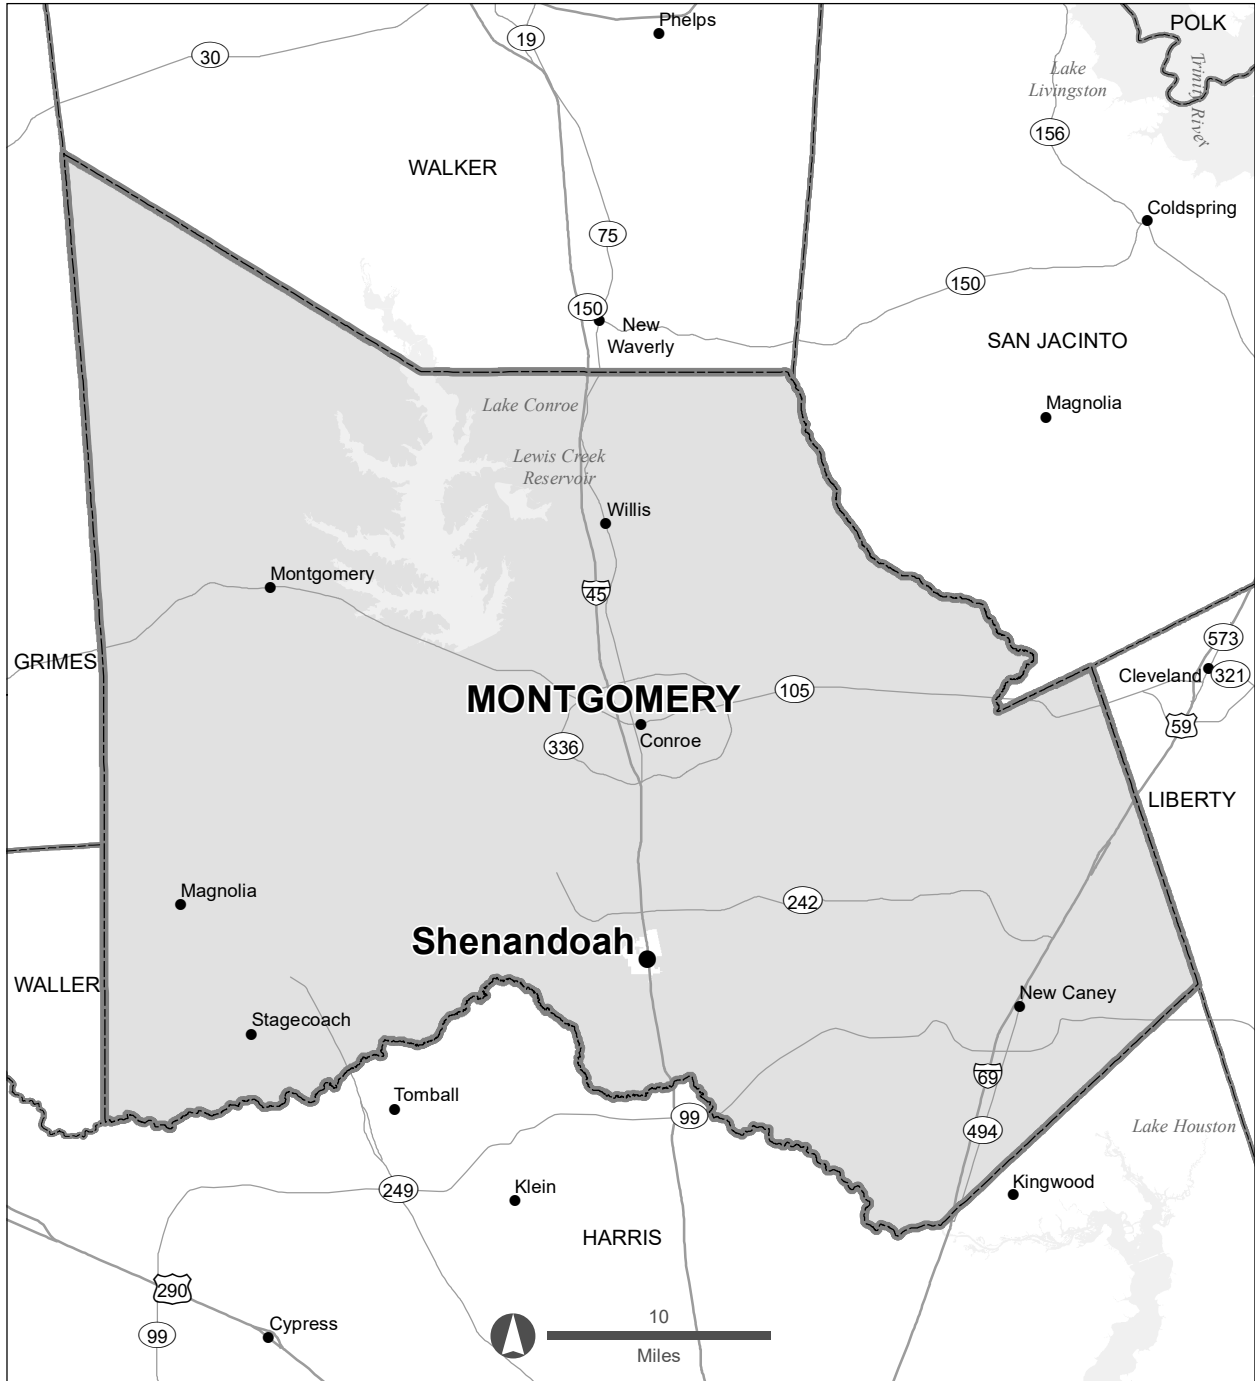 Phelps
POLK
19
30
Lake
Livingston
Trinity River
156
WALKER
Coldspring
75
150
150
New
Waverly
SAN JACINTO
Magnolia
Lake Conroe
Lewis Creek
Reservoir
Willis
Montgomery
45
573
GRIMES
Cleveland
321
105
MONTGOMERY
59
Conroe
336
LIBERTY
Magnolia
242
Shenandoah
WALLER
New Caney
Stagecoach
69
Tomball
99
494
Lake Houston
Kingwood
249
Klein
HARRIS
290
10
Cypress
99
Miles